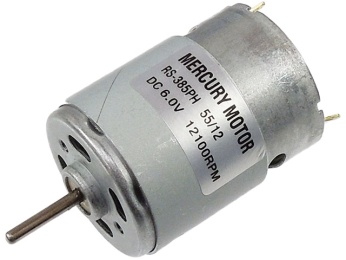 MERCURY MOTOR
RS-385PH 55/12
DC 6.0V 12100RPM